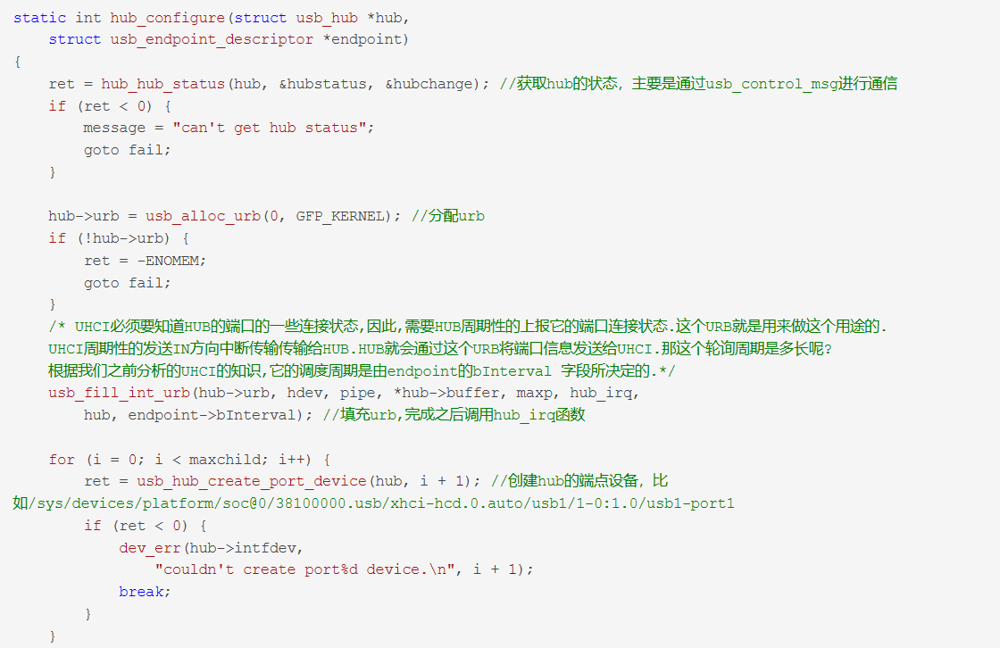 static int hub_configure(struct usb_hub *hub,
    struct usb_endpoint_descriptor *endpoint)
{
    ret = hub_hub_status(hub, &hubstatus, &hubchange); //获取hub的状态，主要是通过usb_control_msg进行通信
    if (ret < 0) {
        message = "can't get hub status";
        goto fail;
    }

    hub->urb = usb_alloc_urb(0, GFP_KERNEL); //分配urb
    if (!hub->urb) {
        ret = -ENOMEM;
        goto fail;
    }
    /* UHCI必须要知道HUB的端口的一些连接状态,因此,需要HUB周期性的上报它的端口连接状态.这个URB就是用来做这个用途的.
    UHCI周期性的发送IN方向中断传输传输给HUB.HUB就会通过这个URB将端口信息发送给UHCI.那这个轮询周期是多长呢?
    根据我们之前分析的UHCI的知识,它的调度周期是由endpoint的bInterval 字段所决定的.*/
    usb_fill_int_urb(hub->urb, hdev, pipe, *hub->buffer, maxp, hub_irq,
        hub, endpoint->bInterval); //填充urb,完成之后调用hub_irq函数

    for (i = 0; i < maxchild; i++) {
        ret = usb_hub_create_port_device(hub, i + 1); //创建hub的端点设备，比
如/sys/devices/platform/soc@0/38100000.usb/xhci-hcd.0.auto/usb1/1-0:1.0/usb1-port1
        if (ret < 0) {
            dev_err(hub->intfdev,
                "couldn't create port%d device.\n", i + 1);
            break;
        }
    }